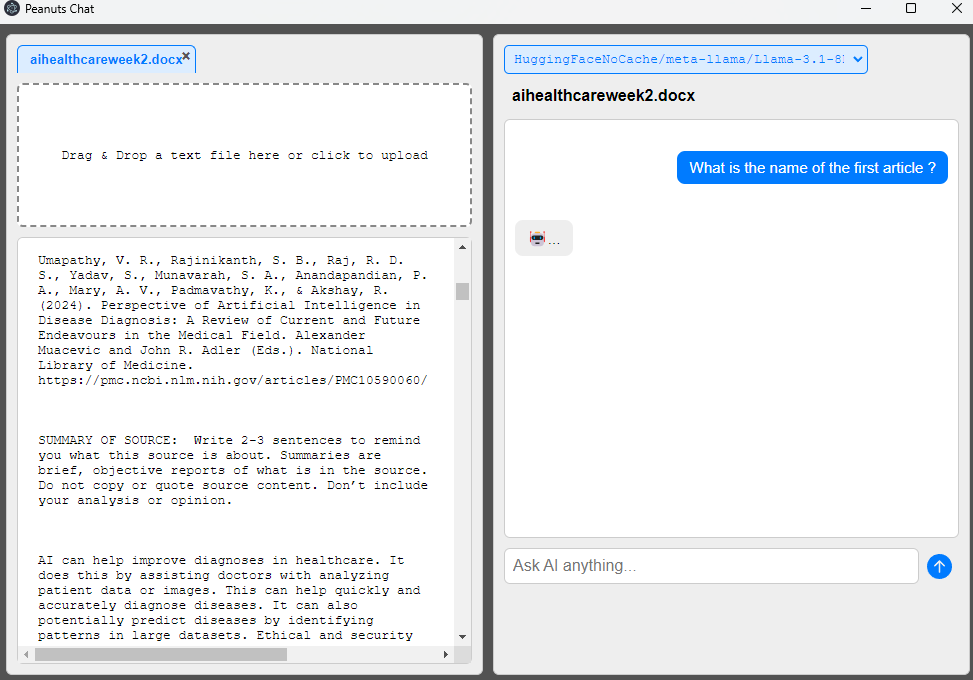 Peanuts Chat
aihealthcareweek2.docx
Drag & Drop a text file here or click to upload
Umapathy, V. R., Rajinikanth, S. B., Raj, R. D.
S., Yadav, S., Munavarah, S. A., Anandapandian, P.
A., Mary, A. V., Padmavathy, K., & Akshay, R.
(2024). Perspective of Artificial Intelligence in
Disease Diagnosis: A Review of Current and Future
Endeavours in the Medical Field. Alexander
Muacevic and John R. Adler (Eds.). National
Library of Medicine.
https://pmc.ncbi.nlm.nih.gov/articles/PMC10590060/
SUMMARY OF SOURCE:  Write 2-3 sentences to remind
you what this source is about. Summaries are
brief, objective reports of what is in the source.
Do not copy or quote source content. Don’t include
your analysis or opinion.
AI can help improve diagnoses in healthcare. It
does this by assisting doctors with analyzing
patient data or images. This can help quickly and
accurately diagnose diseases. It can also
potentially predict diseases by identifying
patterns in large datasets. Ethical and security
HuggingFaceNoCache/meta-llama/Llama-3.1-8
aihealthcareweek2.docx
What is the name of the first article ?
...
Ask AI anything...